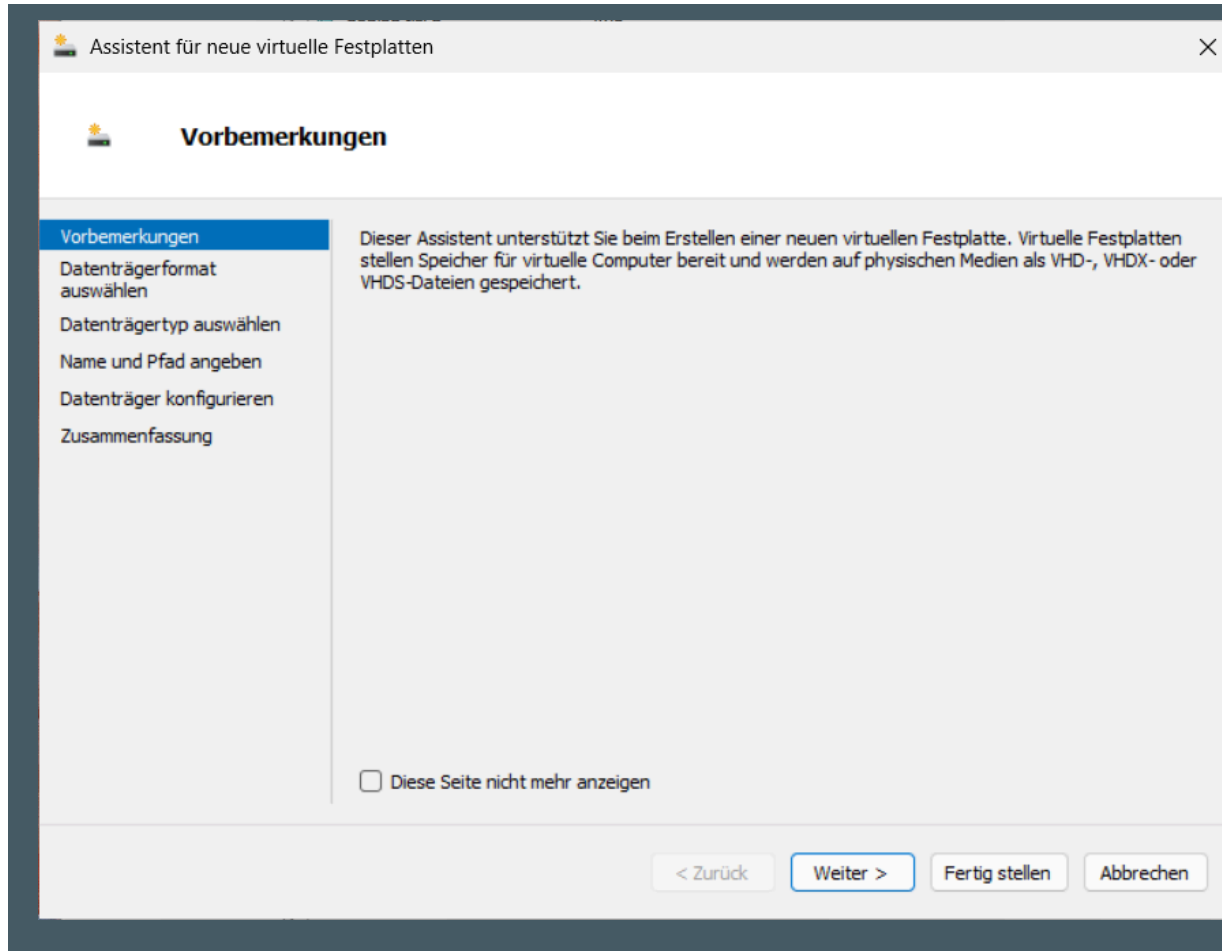 Assistent für neue virtuelle Festplatten
Vorbemerkungen
Vorbemerkungen
Datenträgerformat
auswählen
Datenträgertyp auswählen
Name und Pfad angeben
Datenträger konfigurieren
Zusammenfassung
Dieser Assistent unterstützt Sie beim Erstellen einer neuen virtuellen Festplatte. Virtuelle Festplatten
stellen Speicher für virtuelle Computer bereit und werden auf physischen Medien als VHD-, VHDX- oder
VHDS-Dateien gespeichert.
Diese Seite nicht mehr anzeigen
< Zurück
Weiter >
Fertig stellen
Abbrechen